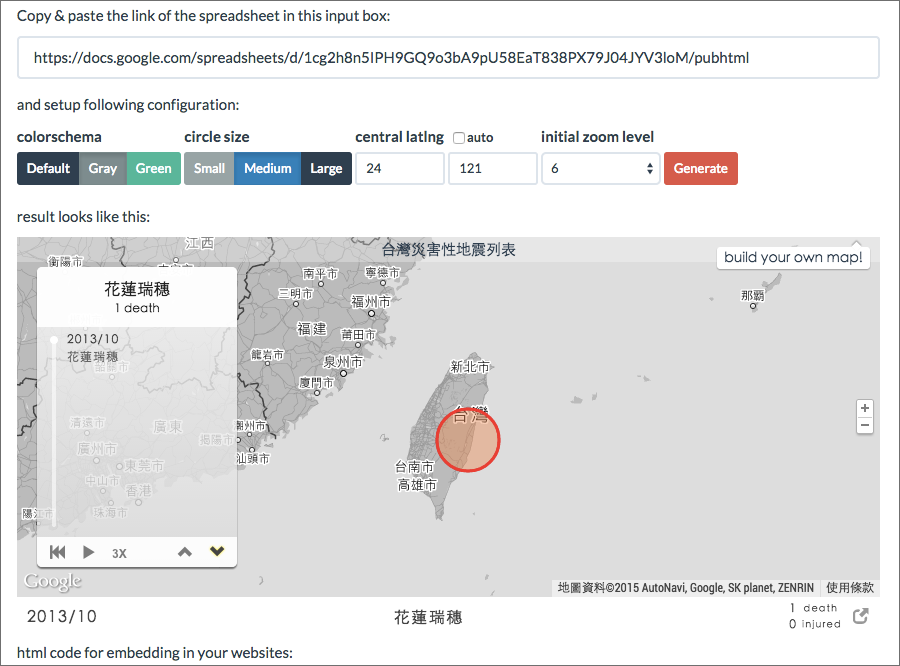 Copy & paste the link of the spreadsheet in this input box:
https://docs.google.com/spreadsheets/d/1cg2h8n5IPH9GQ9o3bA9pU58EaT838PX79J04JYV3loM/pubhtml
and setup following configuration:
colorschema circle size central latlng auto initial zoom level
Default Gray Green Small Medium Large 24 121 6 Generate
result looks like this:
台灣災害性地震列表
build your own map!
江西
衡陽市
花蓮瑞穗
1 death
2013/10
花蓮瑞穗
韶關市
清遠市
廣東
揭陽市
廣州市
東莞市
中山市
香港
珠海市
陽江市
南平市
寧德市
三明市
福州市
福建
莆田市
龍岩市
泉州市
廈門市
潮州市
汕頭市
那霸
新北市
台灣
台南市
高雄市
+
−
3X
Google
地圖資料©2015 AutoNavi, Google, SK planet, ZENRIN 使用條款
2013/10 花蓮瑞穗 1 death
0 injured
html code for embedding in your websites: